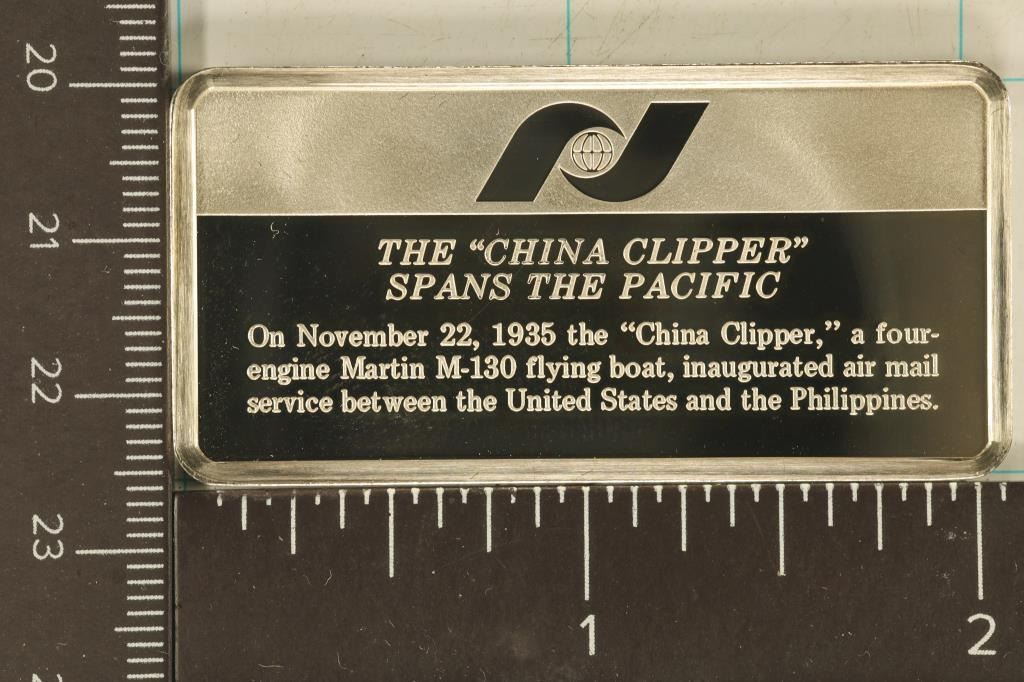 20
21
22
23
THE “CHINA CLIPPER”
SPANS THE PACIFIC
On November 22, 1935 the “China Clipper,” a four-
engine Martin M-130 flying boat, inaugurated air mail
service between the United States and the Philippines.
1
2